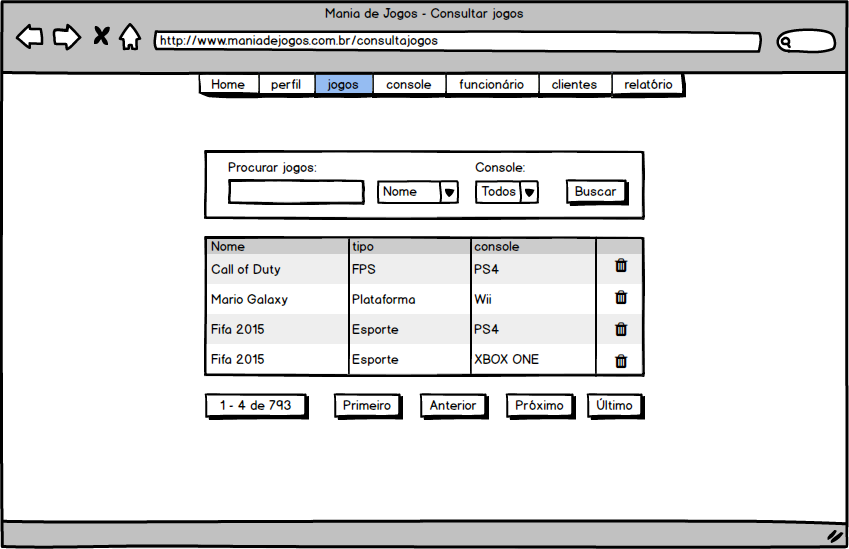 Mania de Jogos - Consultar jogos
http://www.maniadejogos.com.br/consultajogos
Home perfil jogos console funcionário clientes relatório
Procurar jogos: Console:
Nome Todos Buscar
Nome tipo console
Call of Duty FPS PS4
Mario Galaxy Plataforma Wii
Fifa 2015 Esporte PS4
Fifa 2015 Esporte XBOX ONE
1 - 4 de 793 Primeiro Anterior Próximo Último